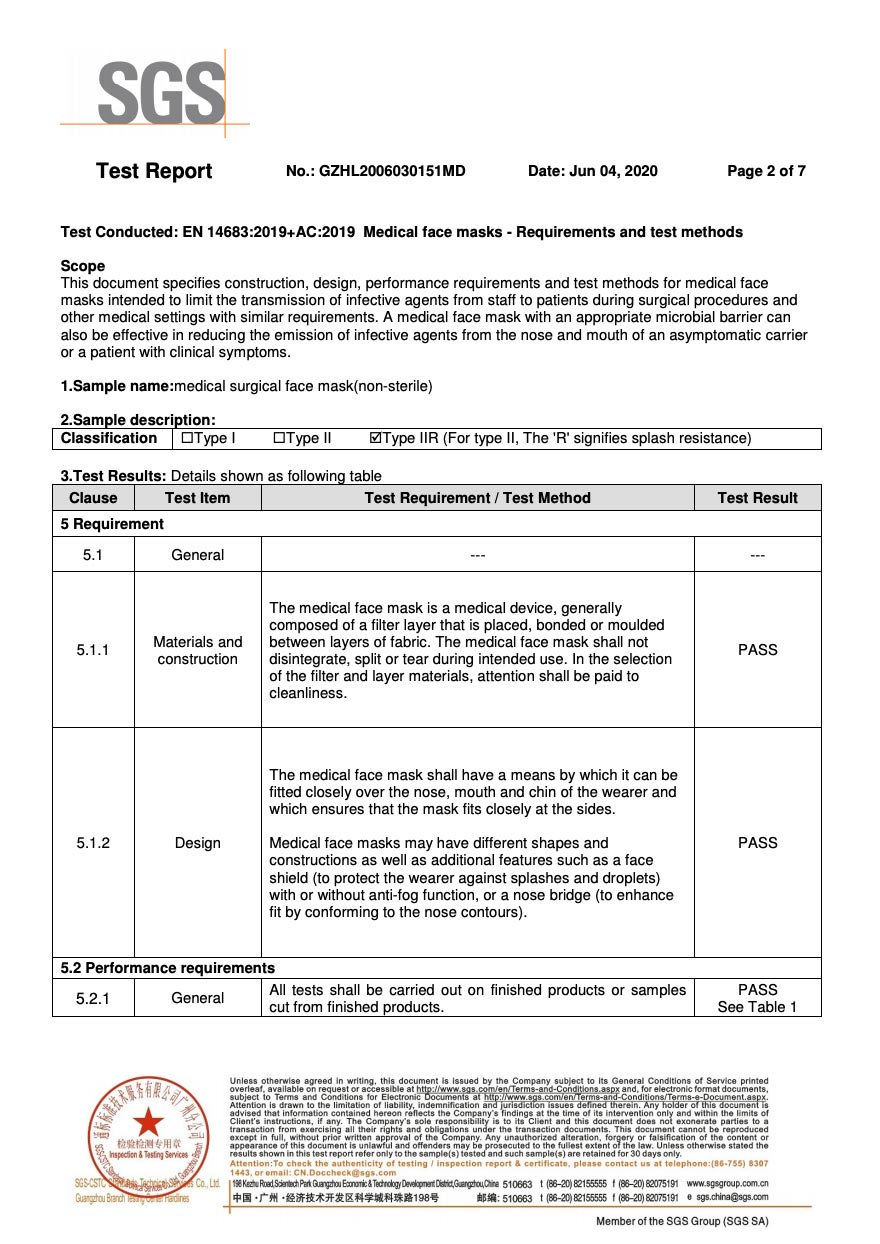 SGS
Test Report No.: GZHL2006030151MD Date: Jun 04, 2020 Page 2 of 7
Test Conducted: EN 14683:2019+AC:2019 Medical face masks - Requirements and test methods
Scope
This document specifies construction, design, performance requirements and test methods for medical face
masks intended to limit the transmission of infective agents from staff to patients during surgical procedures and
other medical settings with similar requirements. A medical face mask with an appropriate microbial barrier can
also be effective in reducing the emission of infective agents from the nose and mouth of an asymptomatic carrier
or a patient with clinical symptoms.
1.Sample name:medical surgical face mask(non-sterile)
2.Sample description:
Classification ☐Type I ☐Type II ☑Type IIR (For type II, The 'R' signifies splash resistance)
3.Test Results: Details shown as following table
Clause Test Item Test Requirement / Test Method Test Result
5 Requirement
5.1 General --- ---
5.1.1 Materials and construction
The medical face mask is a medical device, generally
composed of a filter layer that is placed, bonded or moulded
between layers of fabric. The medical face mask shall not
disintegrate, split or tear during intended use. In the selection
of the filter and layer materials, attention shall be paid to
cleanliness.
PASS
5.1.2 Design
The medical face mask shall have a means by which it can be
fitted closely over the nose, mouth and chin of the wearer and
which ensures that the mask fits closely at the sides.
Medical face masks may have different shapes and
constructions as well as additional features such as a face
shield (to protect the wearer against splashes and droplets)
with or without anti-fog function, or a nose bridge (to enhance
fit by conforming to the nose contours).
PASS
5.2 Performance requirements
5.2.1 General
All tests shall be carried out on finished products or samples
cut from finished products.
PASS
See Table 1
检验检测专用章
Inspection & Testing Services
SGS-CSTC Standards Technical Services Co., Ltd.
Guangzhou Branch Testing Center Hardlines
Unless otherwise agreed in writing, this document is issued by the Company subject to its General Conditions of Service printed
overleaf, available on request or accessible at http://www.sgs.com/en/Terms-and-Conditions.aspx and, for electronic format documents,
subject to Terms and Conditions for Electronic Documents at http://www.sgs.com/en/Terms-and-Conditions/Terms-e-Document.aspx.
Attention is drawn to the limitation of liability, indemnification and jurisdiction issues defined therein. Any holder of this document is
advised that information contained hereon reflects the Company's findings at the time of its intervention only and within the limits of
Client's instructions, if any. The Company's sole responsibility is to its Client and this document does not exonerate parties to a
transaction from exercising all their rights and obligations under the transaction documents. This document cannot be reproduced
except in full, without prior written approval of the Company. Any unauthorized alteration, forgery or falsification of the content or
appearance of this document is unlawful and offenders may be prosecuted to the fullest extent of the law. Unless otherwise stated the
results shown in this test report refer only to the sample(s) tested and such sample(s) are retained for 30 days only.
Attention:To check the authenticity of testing / inspection report & certificate, please contact us at telephone:(86-755) 8307
1443, or email: CN.Doccheck@sgs.com
198 Kezhu Road,Scientech Park Guangzhou Economic & Technology Development District,Guangzhou,China 510663 t (86–20) 82155555 f (86–20) 82075191 www.sgsgroup.com.cn
中国·广州·经济技术开发区科学城科珠路198号 邮编: 510663 t (86–20) 82155555 f (86–20) 82075191 e sgs.china@sgs.com
Member of the SGS Group (SGS SA)